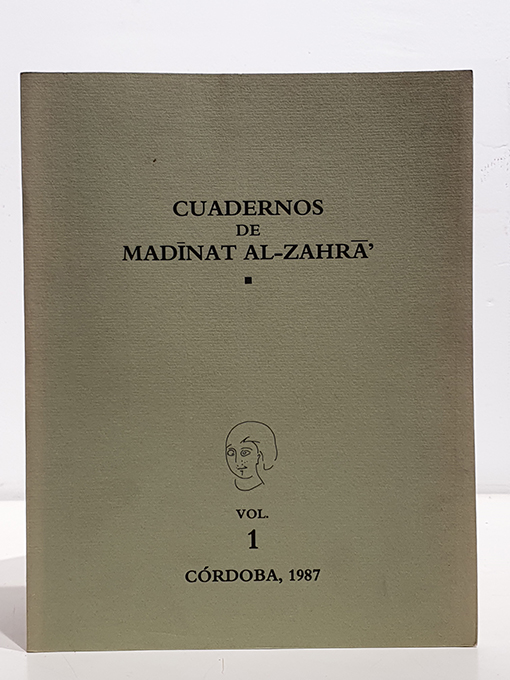 CUADERNOS
DE
MADĪNAT AL-ZAHRĀ’
VOL.
1
CÓRDOBA, 1987